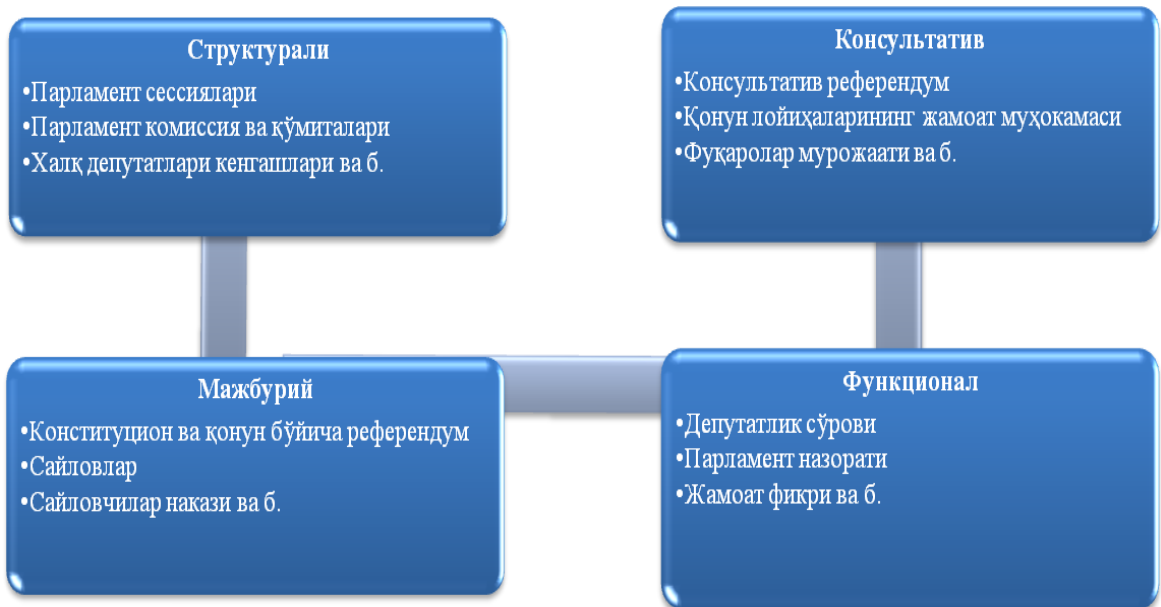 Структурали
•Парламент сессиялари
•Парламент комиссия ва қўмиталари
•Халқ депутатлари кенгашлари ва б.
Консультатив
•Консультатив референдум
•Қонун лойиҳаларининг жамоат муҳокамаси
•Фуқаролар мурожаати ва б.
Мажбурий
•Конституцион ва қонун бўйича референдум
•Сайловлар
•Сайловчилар накази ва б.
Функционал
•Депутатлик сўрови
•Парламент назорати
•Жамоат фикри ва б.